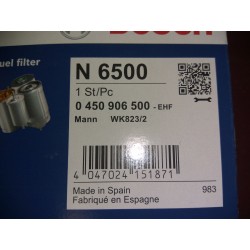 uel filter
N 6500
1 St/Pc
0 450 906 500 - EHF
Mann WK823/2
4 047024 151871
Made in Spain 983
Fabriqué en Espagne